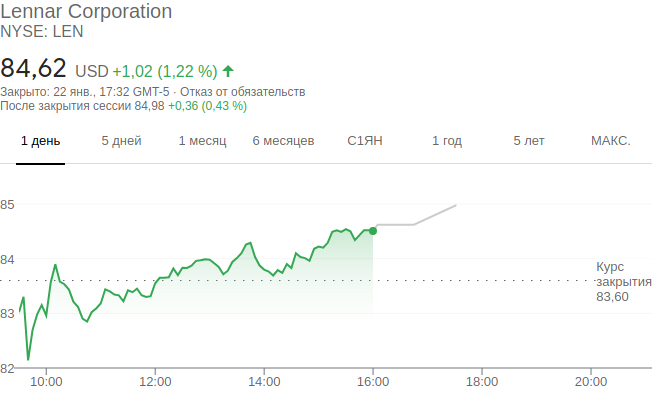 Lennar Corporation
NYSE: LEN
84,62 USD +1,02 (1,22 %)
Закрыто: 22 янв., 17:32 GMT-5 · Отказ от обязательств
После закрытия сессии 84,98 +0,36 (0,43 %)
1 день 5 дней 1 месяц 6 месяцев С1ЯН 1 год 5 лет МАКС.
85
84
Курс
закрытия
83,60
83
82
10:00 12:00 14:00 16:00 18:00 20:00